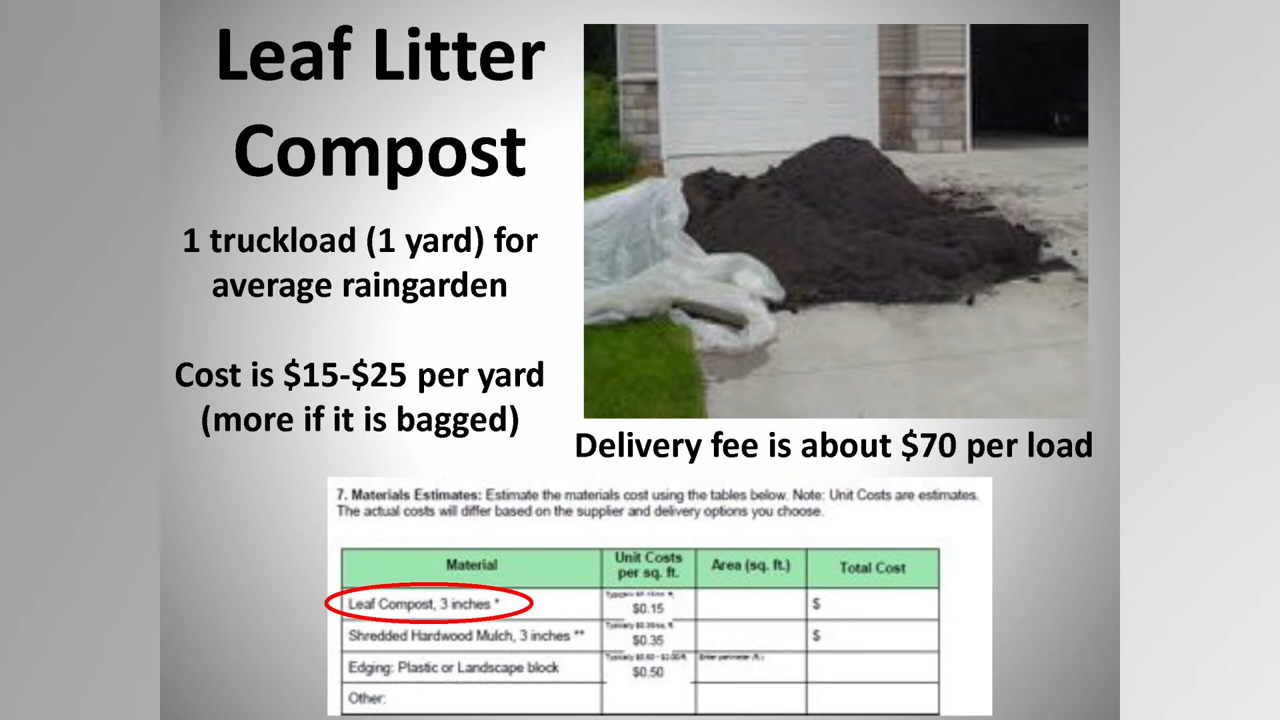 Leaf Litter
Compost
1 truckload (1 yard) for
average raingarden
Cost is $15-$25 per yard
(more if it is bagged)
Delivery fee is about $70 per load
7. Materials Estimates: Estimate the materials cost using the tables below. Note: Unit Costs are estimates.
The actual costs will differ based on the supplier and delivery options you choose.
Material Unit Costs per sq. ft. Area (sq. ft.) Total Cost
Leaf Compost, 3 inches * $0.15 $
Shredded Hardwood Mulch, 3 inches ** $0.35 $
Edging: Plastic or Landscape block $0.50
Other: